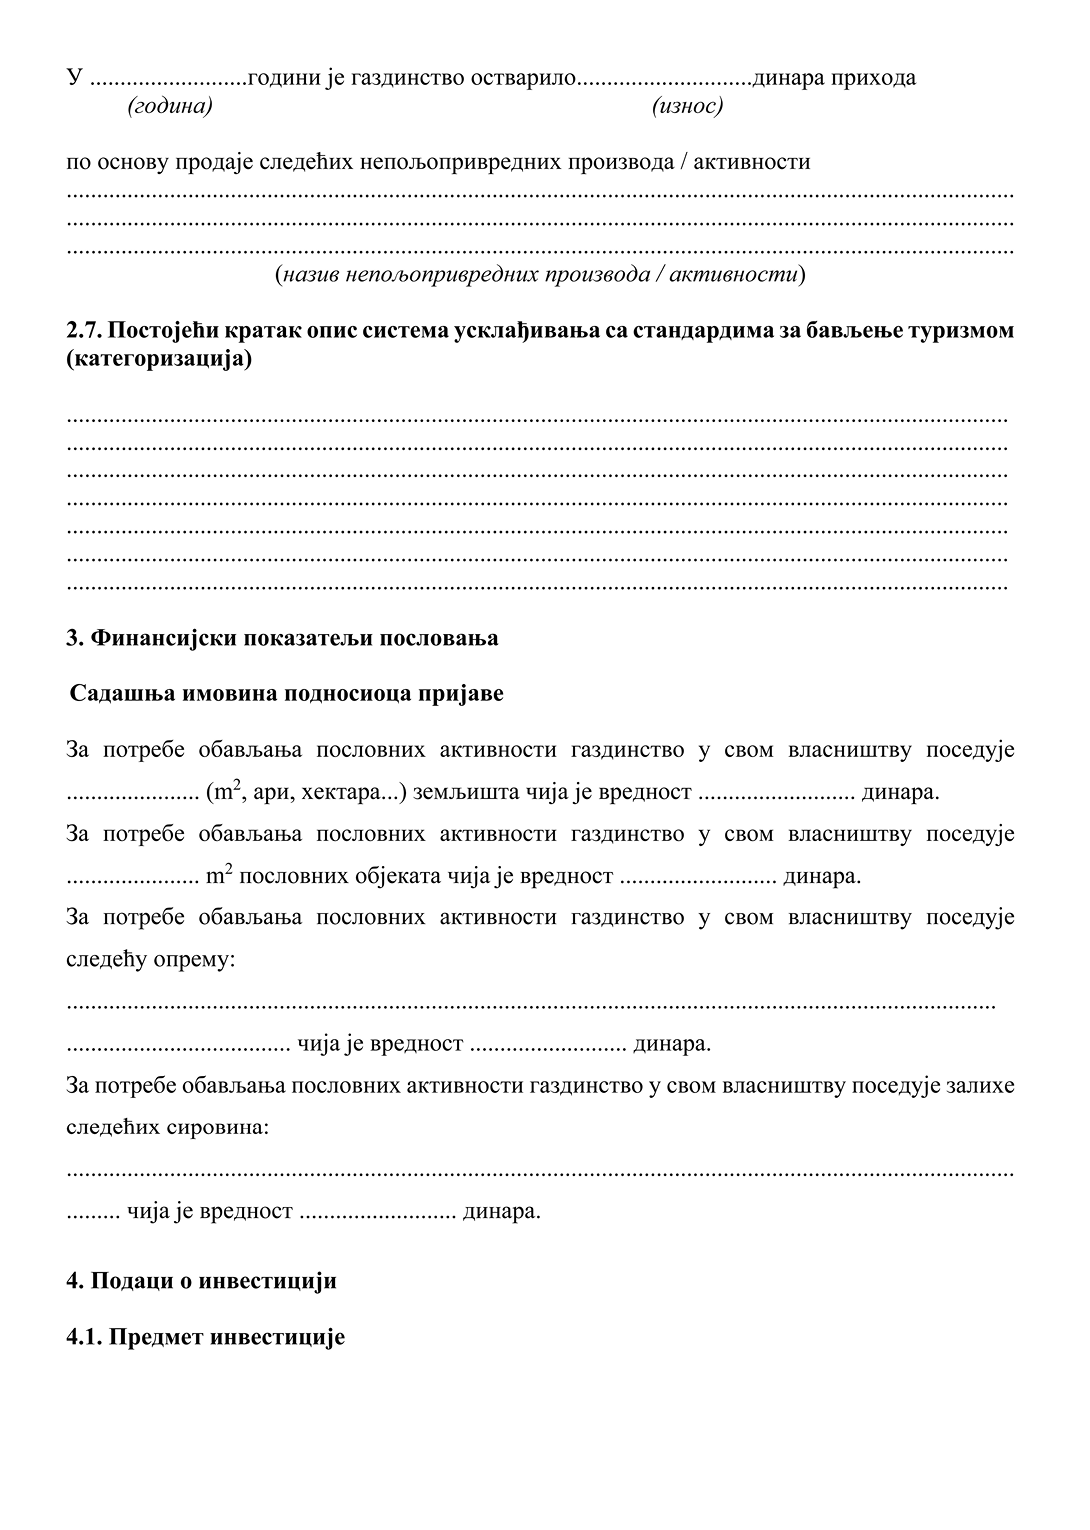 У ..........................години је газдинство остварило.............................динара прихода
(година) (износ)
по основу продаје следећих непољопривредних производа / активности
............................................................................................................................................................
............................................................................................................................................................
............................................................................................................................................................
(назив непољопривредних производа / активности)
2.7. Постојећи кратак опис система усклађивања са стандардима за бављење туризмом
(категоризација)
...........................................................................................................................................................
...........................................................................................................................................................
...........................................................................................................................................................
...........................................................................................................................................................
...........................................................................................................................................................
...........................................................................................................................................................
...........................................................................................................................................................
3. Финансијски показатељи пословања
Садашња имовина подносиоца пријаве
За потребе обављања пословних активности газдинство у свом власништву поседује
...................... (m², ари, хектара...) земљишта чија је вредност .......................... динара.
За потребе обављања пословних активности газдинство у свом власништву поседује
...................... m² пословних објеката чија је вредност .......................... динара.
За потребе обављања пословних активности газдинство у свом власништву поседује
следећу опрему:
.........................................................................................................................................................
..................................... чија је вредност .......................... динара.
За потребе обављања пословних активности газдинство у свом власништву поседује залихе
следећих сировина:
............................................................................................................................................................
......... чија је вредност .......................... динара.
4. Подаци о инвестицији
4.1. Предмет инвестиције